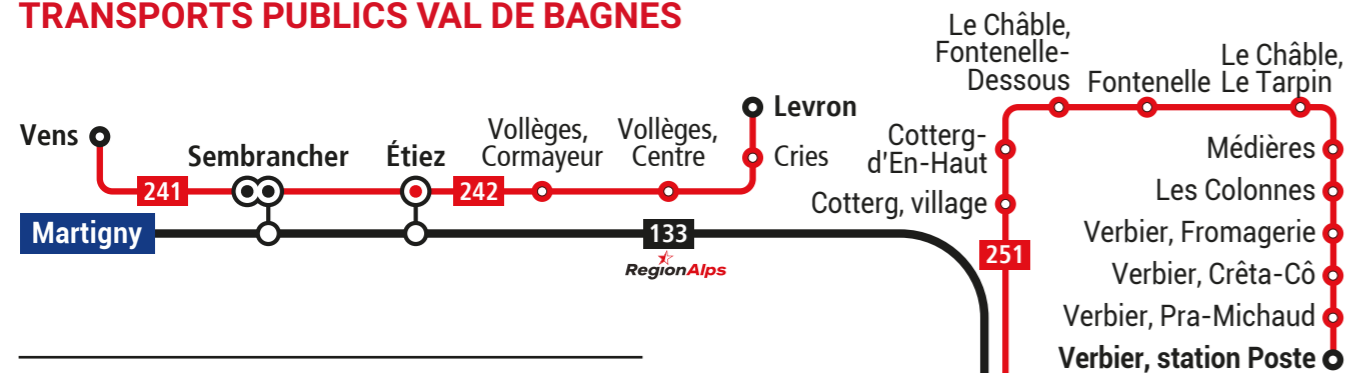 TRANSPORTS PUBLICS VAL DE BAGNES
Vens
241
Sembrancher
Étiez
242
Vollèges,
Cormayeur
Vollèges,
Centre
Levron
Cries
Martigny
133
RegionAlps
251
Cotterg, village
Cotterg-
d'En-Haut
Le Châble,
Fontenelle-
Dessous
Fontenelle
Le Châble,
Le Tarpin
Médières
Les Colonnes
Verbier, Fromagerie
Verbier, Crêta-Cô
Verbier, Pra-Michaud
Verbier, station Poste